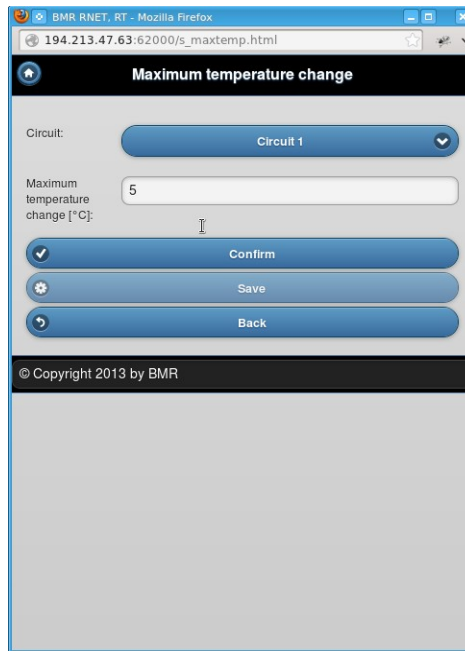 BMR RNET, RT - Mozilla Firefox
194.213.47.63:62000/s_maxtemp.html
Maximum temperature change
Circuit:
Circuit 1
Maximum
temperature
change [°C]:
5
Confirm
Save
Back
© Copyright 2013 by BMR